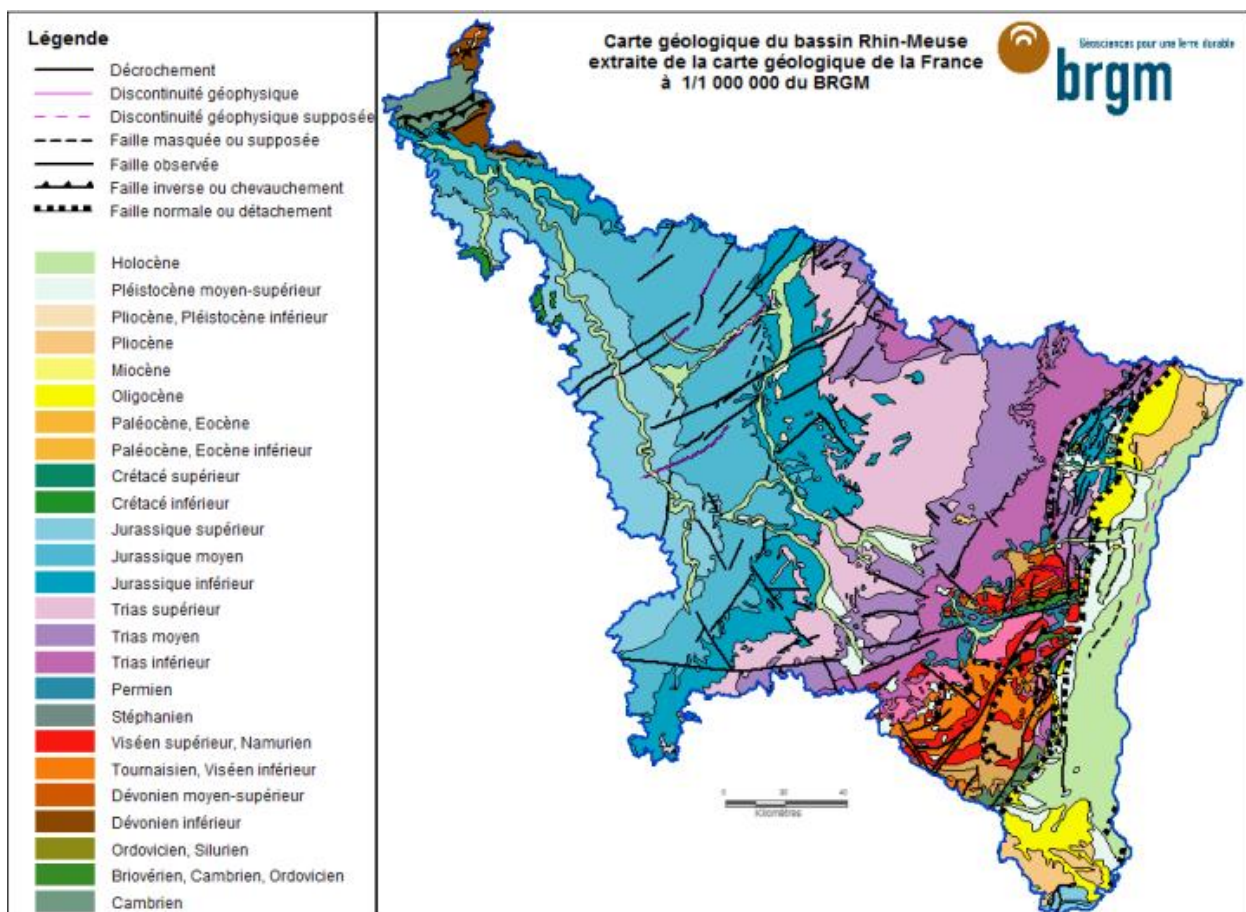 Légende
Décrochement
Discontinuité géophysique
Discontinuité géophysique supposée
Faille masquée ou supposée
Faille observée
Faille inverse ou chevauchement
Faille normale ou détachement
Holocène
Pléistocène moyen-supérieur
Pliocène, Pléistocène inférieur
Pliocène
Miocène
Oligocène
Paléocène, Eocène
Paléocène, Eocène inférieur
Crétacé supérieur
Crétacé inférieur
Jurassique supérieur
Jurassique moyen
Jurassique inférieur
Trias supérieur
Trias moyen
Trias inférieur
Permien
Stéphanien
Viséen supérieur, Namurien
Tournaisien, Viséen inférieur
Dévonien moyen-supérieur
Dévonien inférieur
Ordovicien, Silurien
Briovérien, Cambrien, Ordovicien
Cambrien
Carte géologique du bassin Rhin-Meuse
extraite de la carte géologique de la France
à 1/1 000 000 du BRGM
Géosciences pour une Terre durable
brgm
0 20 40
Kilomètres